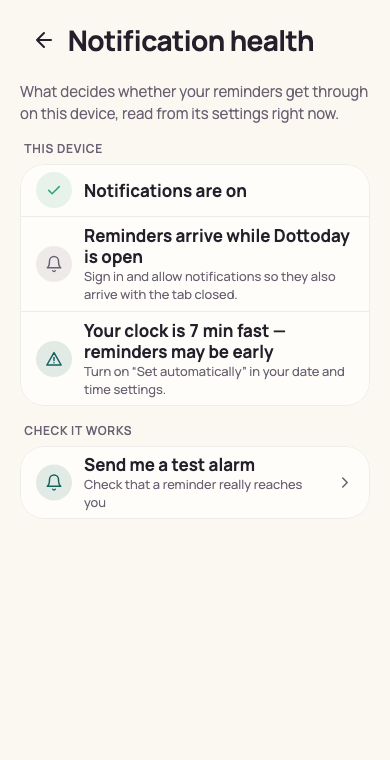 Notification health
What decides whether your reminders get through
on this device, read from its settings right now.
THIS DEVICE
Notifications are on
Reminders arrive while Dottoday
is open
Sign in and allow notifications so they also
arrive with the tab closed.
Your clock is 7 min fast —
reminders may be early
Turn on “Set automatically” in your date and
time settings.
CHECK IT WORKS
Send me a test alarm
Check that a reminder really reaches
you